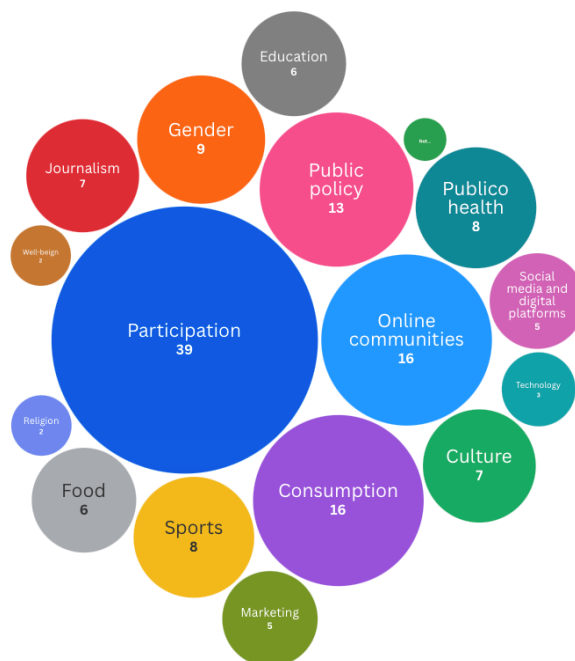 Education
6
Gender
9
Public
policy
13
Not...
Journalism
7
Publico
health
8
Well-beign
2
Social
media and
digital
platforms
5
Participation
39
Online
communities
16
Technology
3
Religion
2
Culture
7
Food
6
Consumption
16
Sports
8
Marketing
5